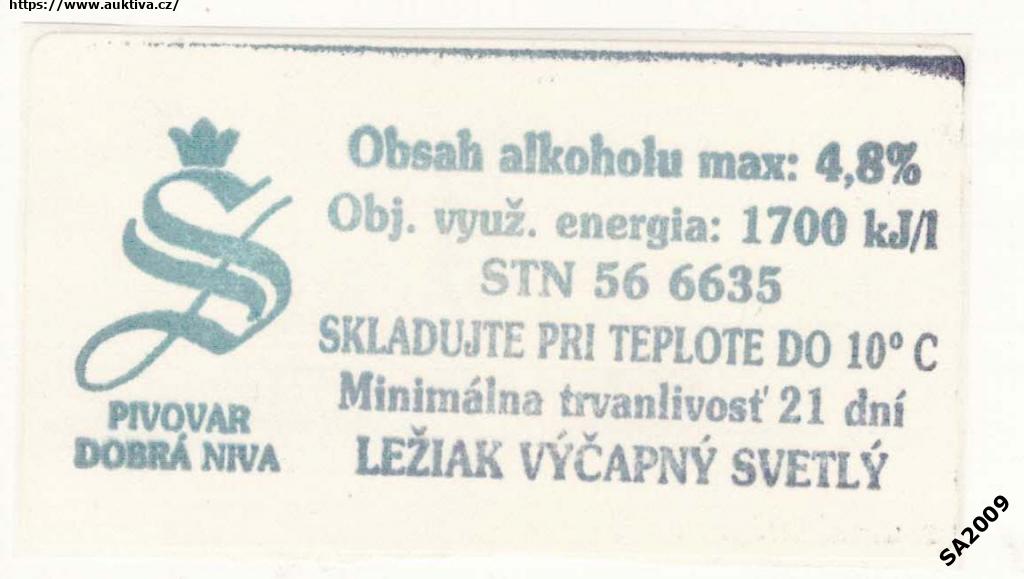 https://www.auktiva.cz/
Obsah alkoholu max: 4,8%
Obj. využ. energia: 1700 kJ/l
STN 56 6635
SKLADUJTE PRI TEPLOTE DO 10° C
Minimálna trvanlivosť 21 dní
LEŽIAK VÝČAPNÝ SVETLÝ
S
PIVOVAR
DOBRÁ NIVA
SA2009